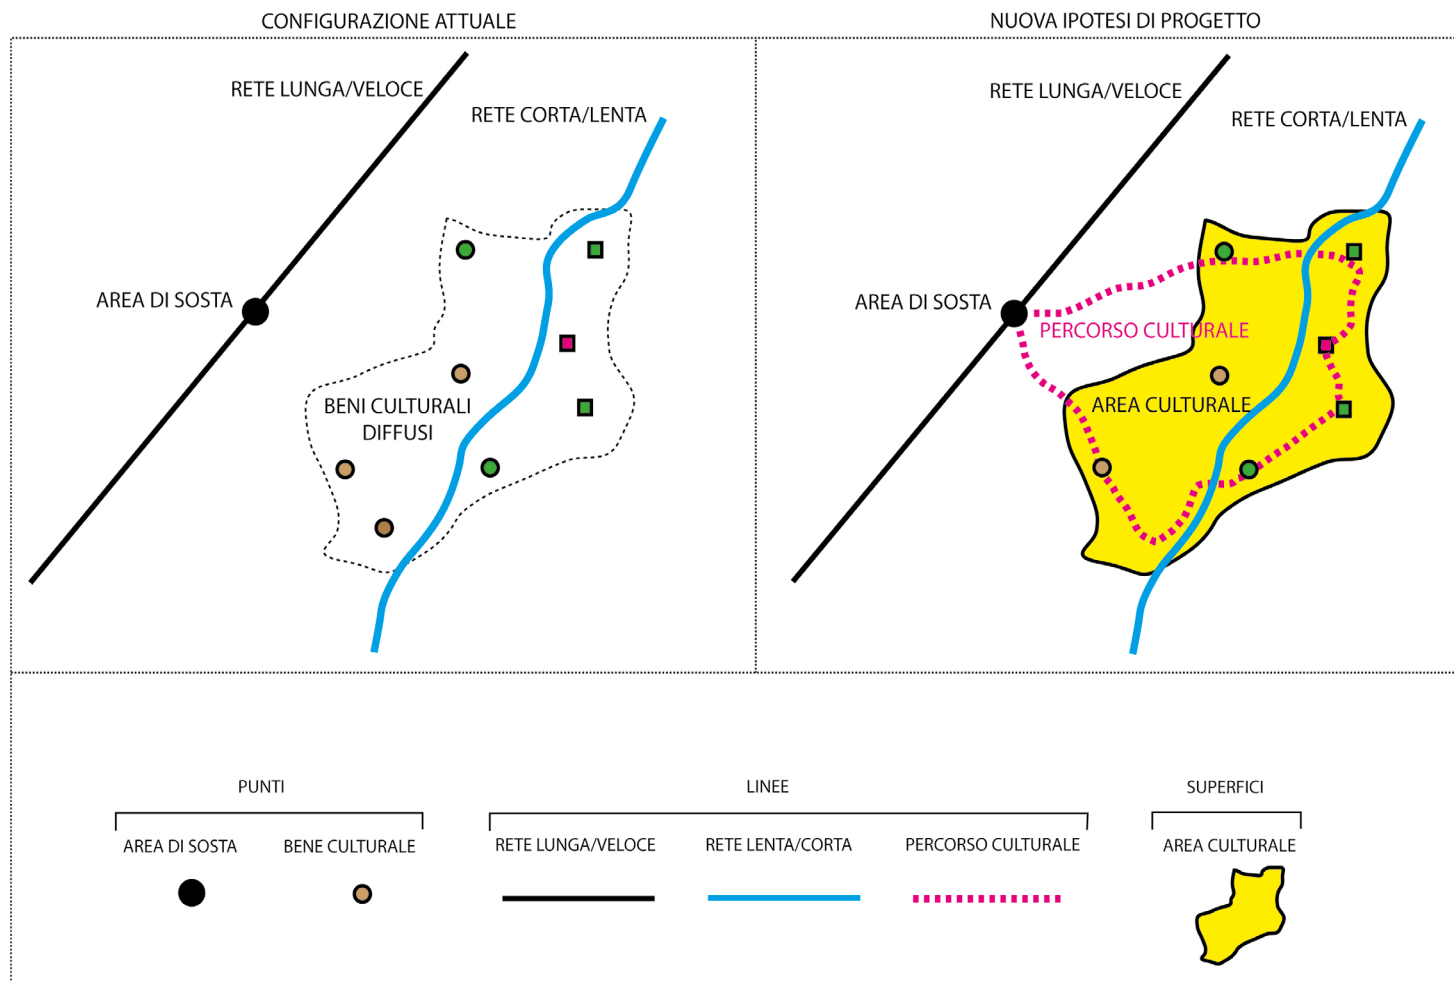 CONFIGURAZIONE ATTUALE
RETE LUNGA/VELOCE
RETE CORTA/LENTA
AREA DI SOSTA
BENI CULTURALI
DIFFUSI
NUOVA IPOTESI DI PROGETTO
RETE LUNGA/VELOCE
RETE CORTA/LENTA
AREA DI SOSTA
PERCORSO CULTURALE
AREA CULTURALE
PUNTI
AREA DI SOSTA
BENE CULTURALE
LINEE
RETE LUNGA/VELOCE
RETE LENTA/CORTA
PERCORSO CULTURALE
SUPERFICI
AREA CULTURALE